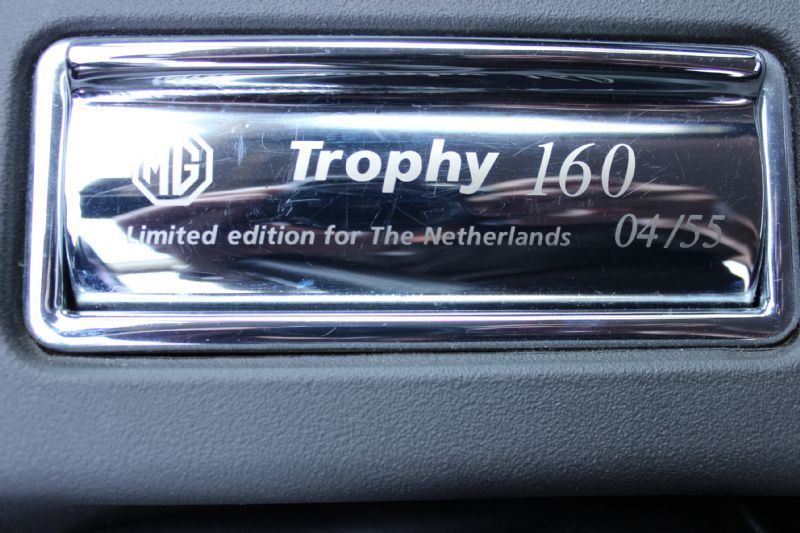 MG Trophy 160
Limited edition for The Netherlands 04/55